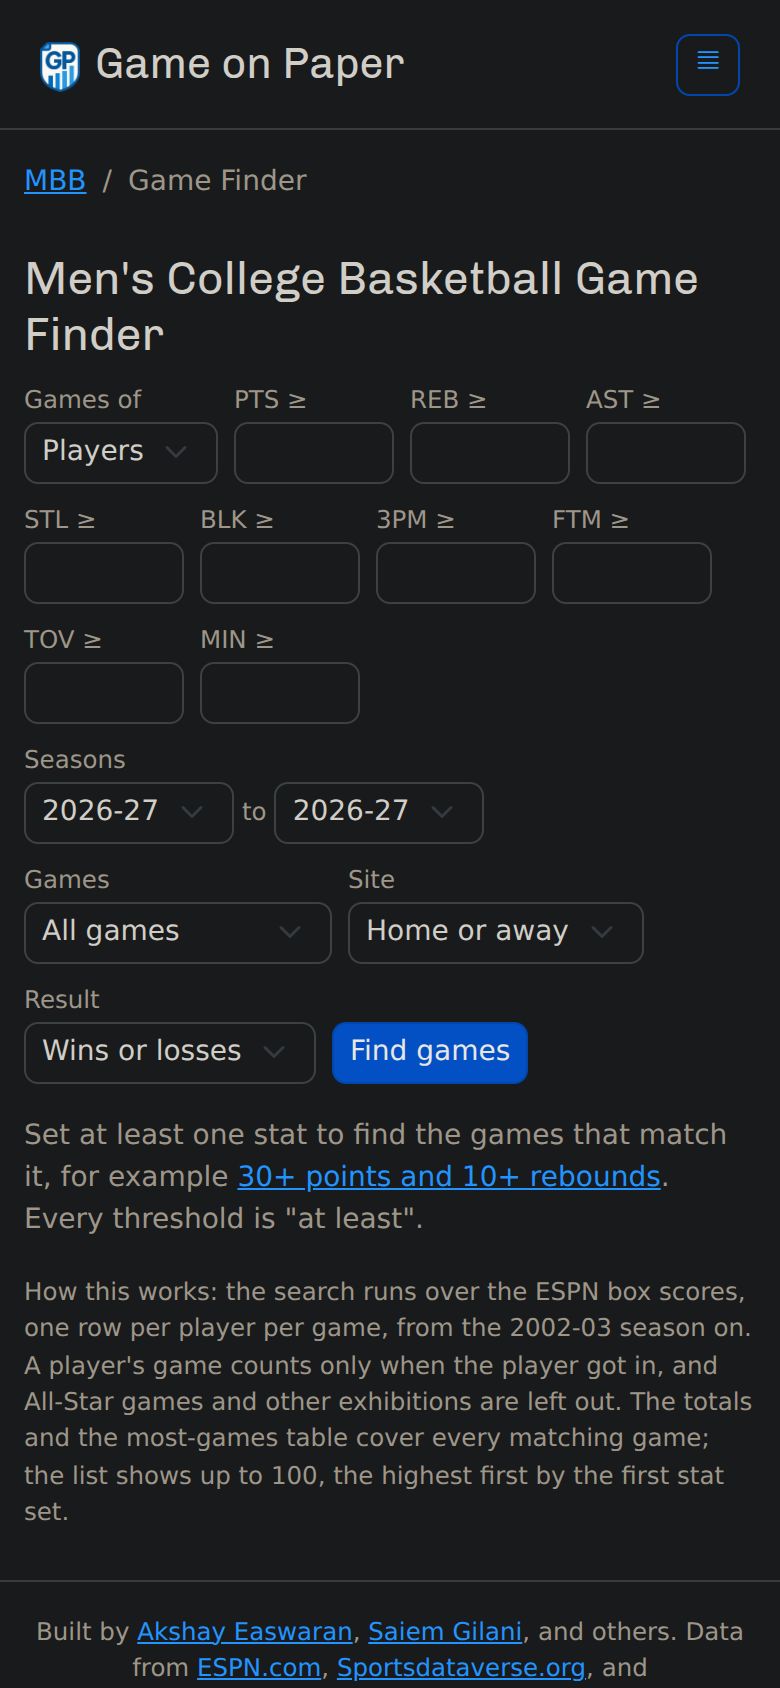 GP Game on Paper
MBB / Game Finder
Men's College Basketball Game
Finder
Games of PTS ≥ REB ≥ AST ≥
Players
STL ≥ BLK ≥ 3PM ≥ FTM ≥
TOV ≥ MIN ≥
Seasons
2026-27 to 2026-27
Games Site
All games Home or away
Result
Wins or losses Find games
Set at least one stat to find the games that match
it, for example 30+ points and 10+ rebounds.
Every threshold is "at least".
How this works: the search runs over the ESPN box scores,
one row per player per game, from the 2002-03 season on.
A player's game counts only when the player got in, and
All-Star games and other exhibitions are left out. The totals
and the most-games table cover every matching game;
the list shows up to 100, the highest first by the first stat
set.
Built by Akshay Easwaran, Saiem Gilani, and others. Data
from ESPN.com, Sportsdataverse.org, and